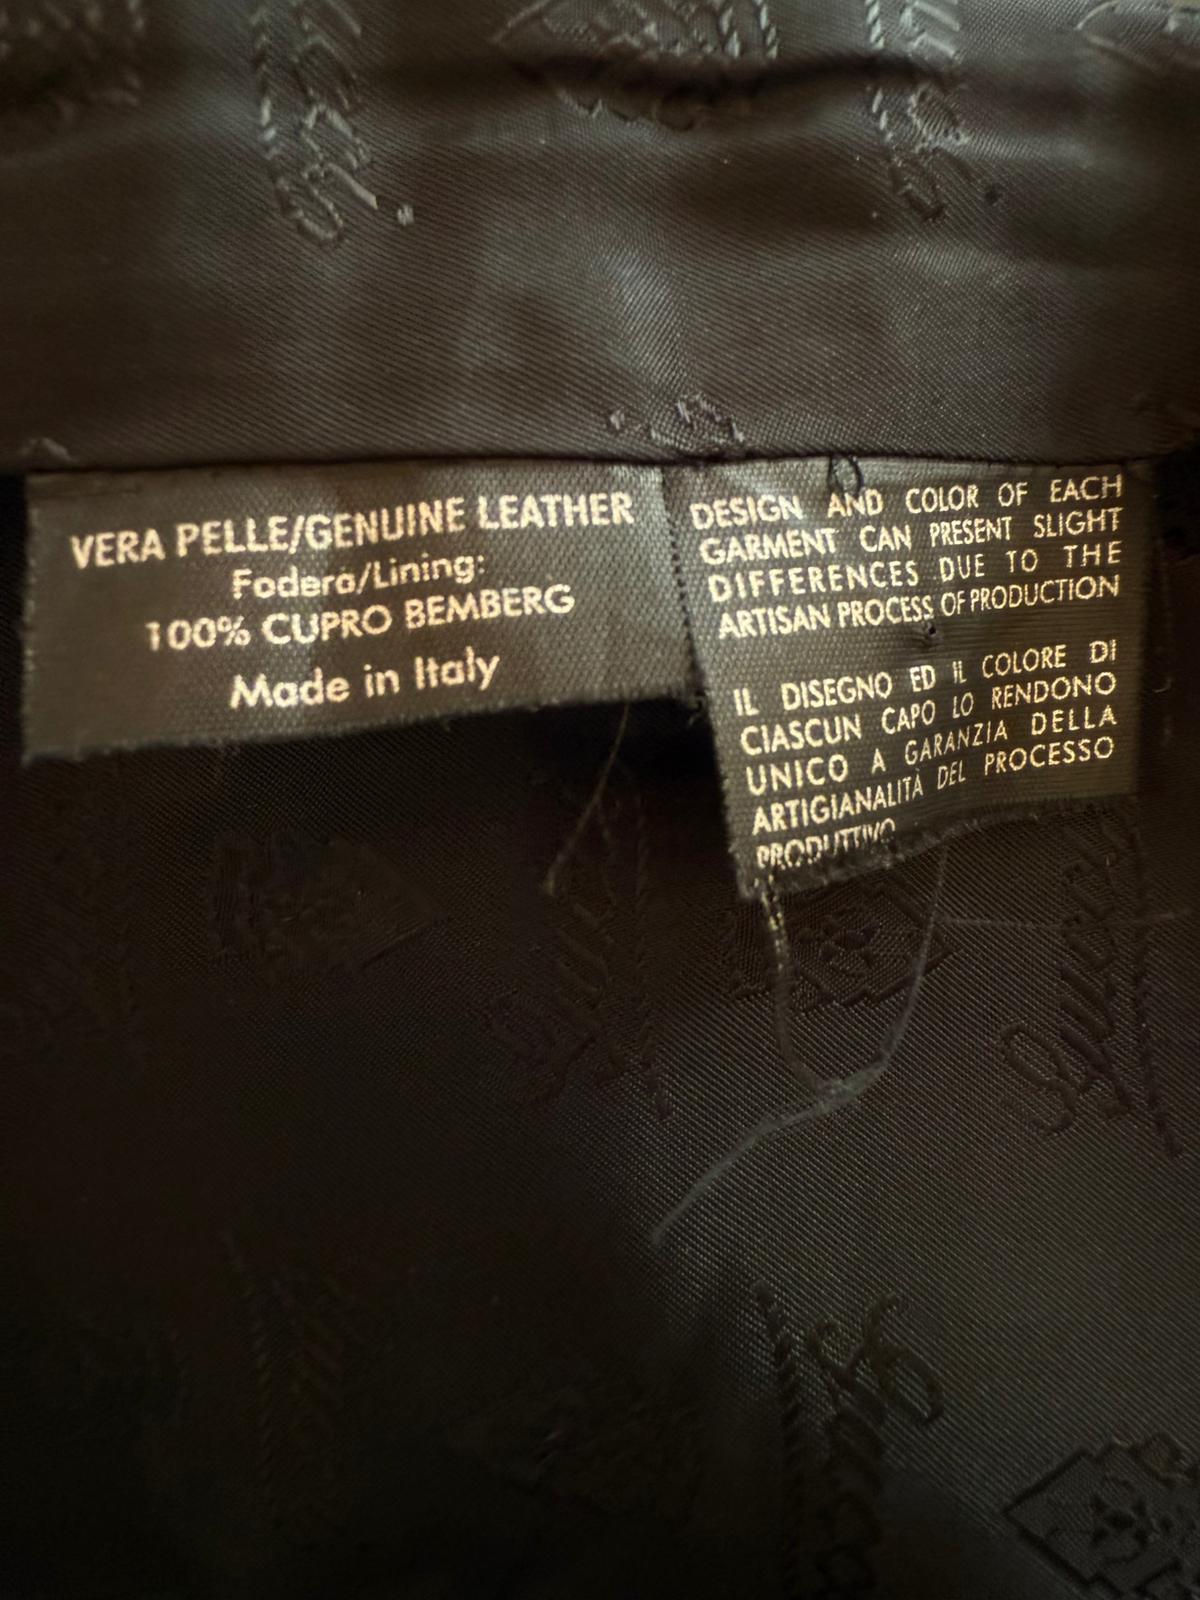 VERA PELLE/GENUINE LEATHER
Fodera/Lining:
100% CUPRO BEMBERG
Made in Italy
DESIGN AND COLOR OF EACH
GARMENT CAN PRESENT SLIGHT
DIFFERENCES DUE TO THE
ARTISAN PROCESS OF PRODUCTION
IL DISEGNO ED IL COLORE DI
CIASCUN CAPO LO RENDONO
UNICO A GARANZIA DELLA
ARTIGIANALITÀ DEL PROCESSO
PRODUTTIVO